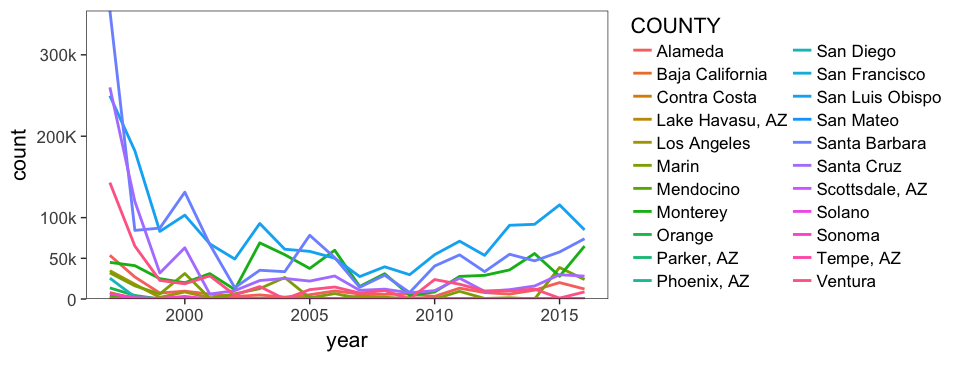 COUNTY
Alameda
Baja California
Contra Costa
Lake Havasu, AZ
Los Angeles
Marin
Mendocino
Monterey
Orange
Parker, AZ
Phoenix, AZ
San Diego
San Francisco
San Luis Obispo
San Mateo
Santa Barbara
Santa Cruz
Scottsdale, AZ
Solano
Sonoma
Tempe, AZ
Ventura
count
300k
200K
100k
50k
0
2000
2005
2010
2015
year